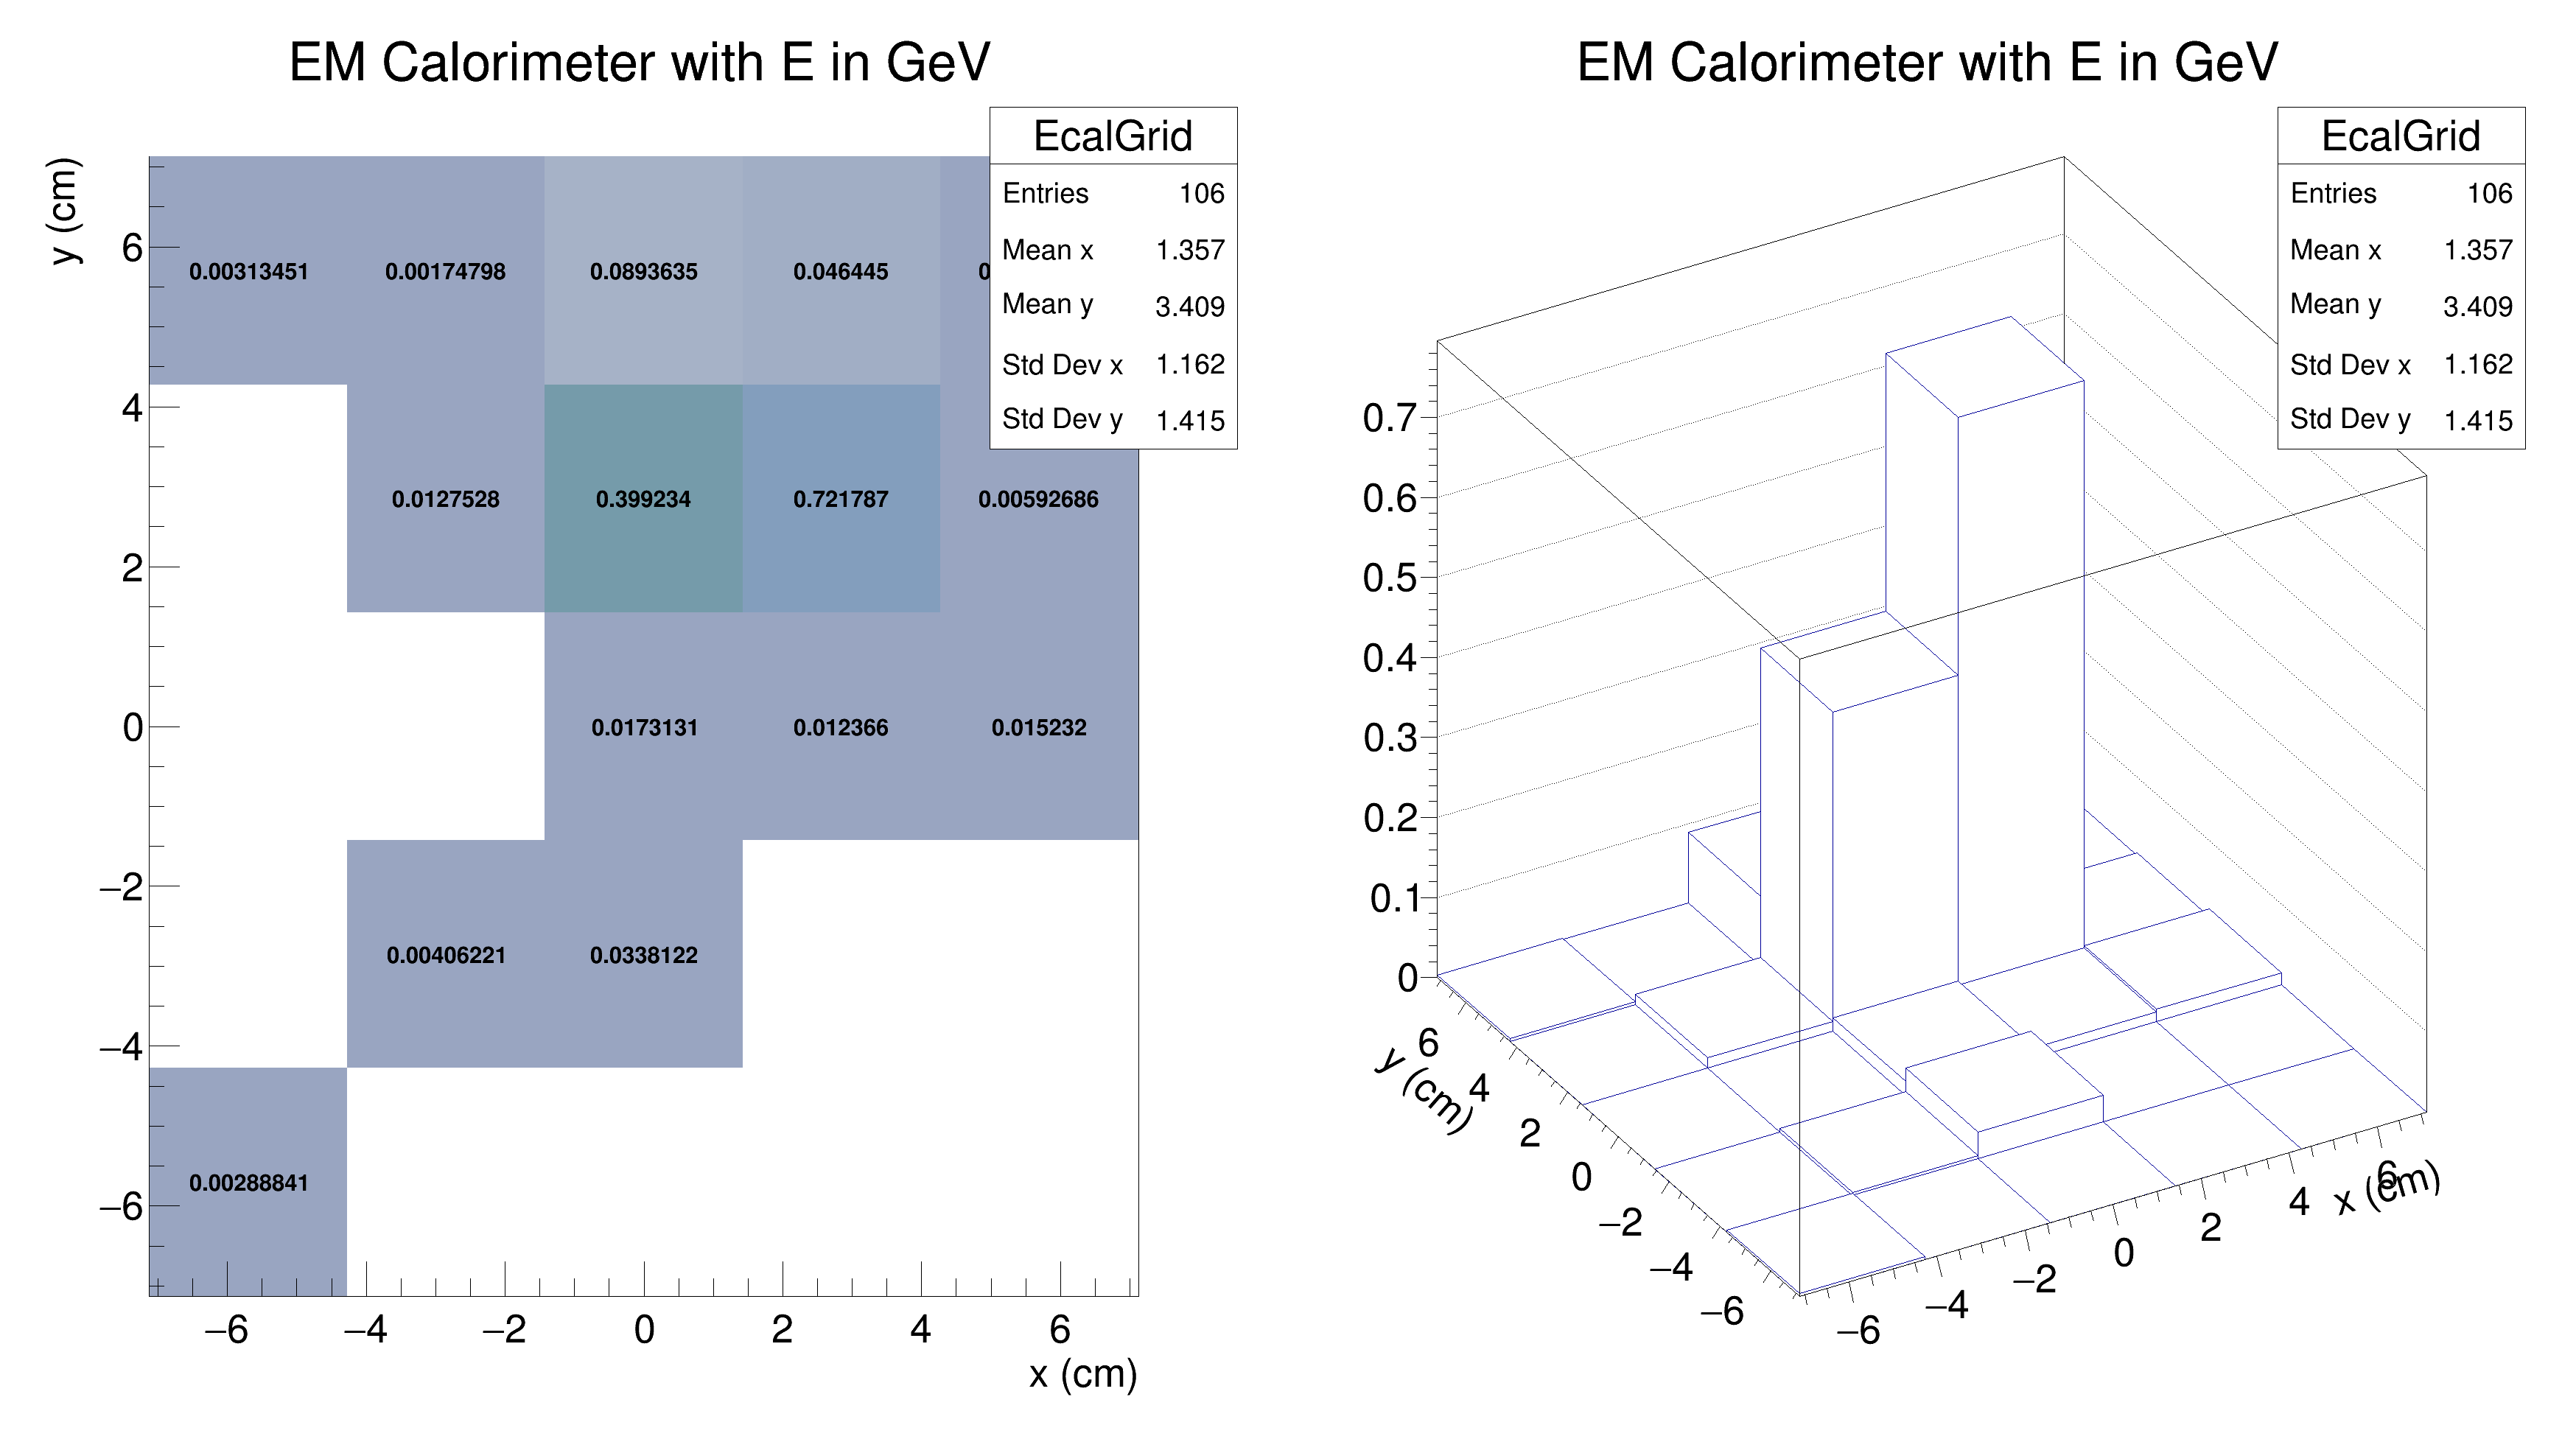 EM Calorimeter with E in GeV
EcalGrid
Entries 106
Mean x 1.357
Mean y 3.409
Std Dev x 1.162
Std Dev y 1.415
y (cm)
6
4
2
0
−2
−4
−6
0.00313451 0.00174798 0.0893635 0.046445
0.0127528 0.399234 0.721787 0.00592686
0.0173131 0.012366 0.015232
0.00406221 0.0338122
0.00288841
−6 −4 −2 0 2 4 6
x (cm)
EM Calorimeter with E in GeV
EcalGrid
Entries 106
Mean x 1.357
Mean y 3.409
Std Dev x 1.162
Std Dev y 1.415
0.7
0.6
0.5
0.4
0.3
0.2
0.1
0
6
4
2
0
−2
−4
−6
y (cm)
−6 −4 −2 0 2 4 6
x (cm)